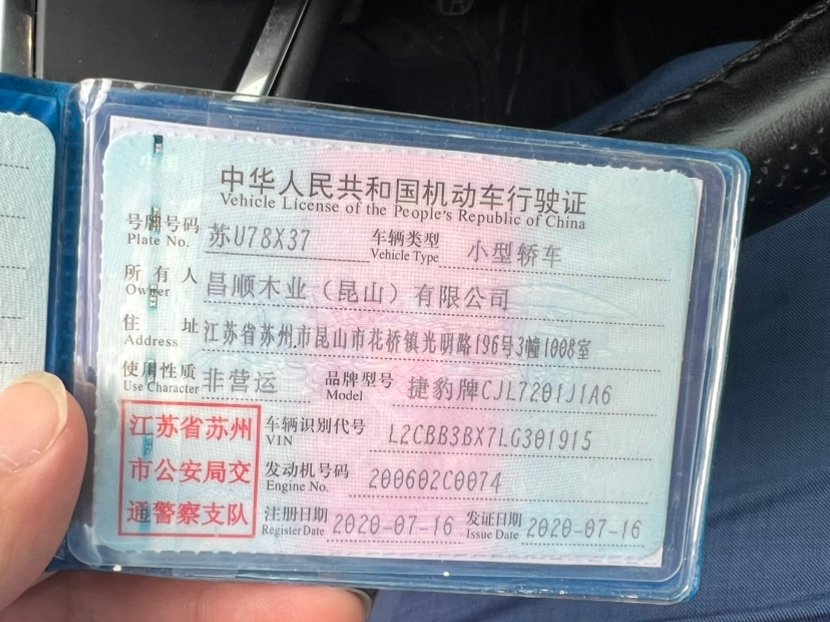 中华人民共和国机动车行驶证
Vehicle License of the People's Republic of China
号牌号码 苏U78X37 车辆类型 小型轿车
Plate No. Vehicle Type
所有人 昌顺木业（昆山）有限公司
Owner
住址 江苏省苏州市昆山市花桥镇光明路196号3幢1008室
Address
使用性质 非营运 品牌型号 捷豹牌CJL7201J1A6
Use Character Model
江苏省苏州 车辆识别代号 L2CBB3BX7LG301915
VIN
市公安局交 发动机号码 200602C0074
Engine No.
通警察支队 注册日期 2020-07-16 发证日期 2020-07-16
Register Date Issue Date